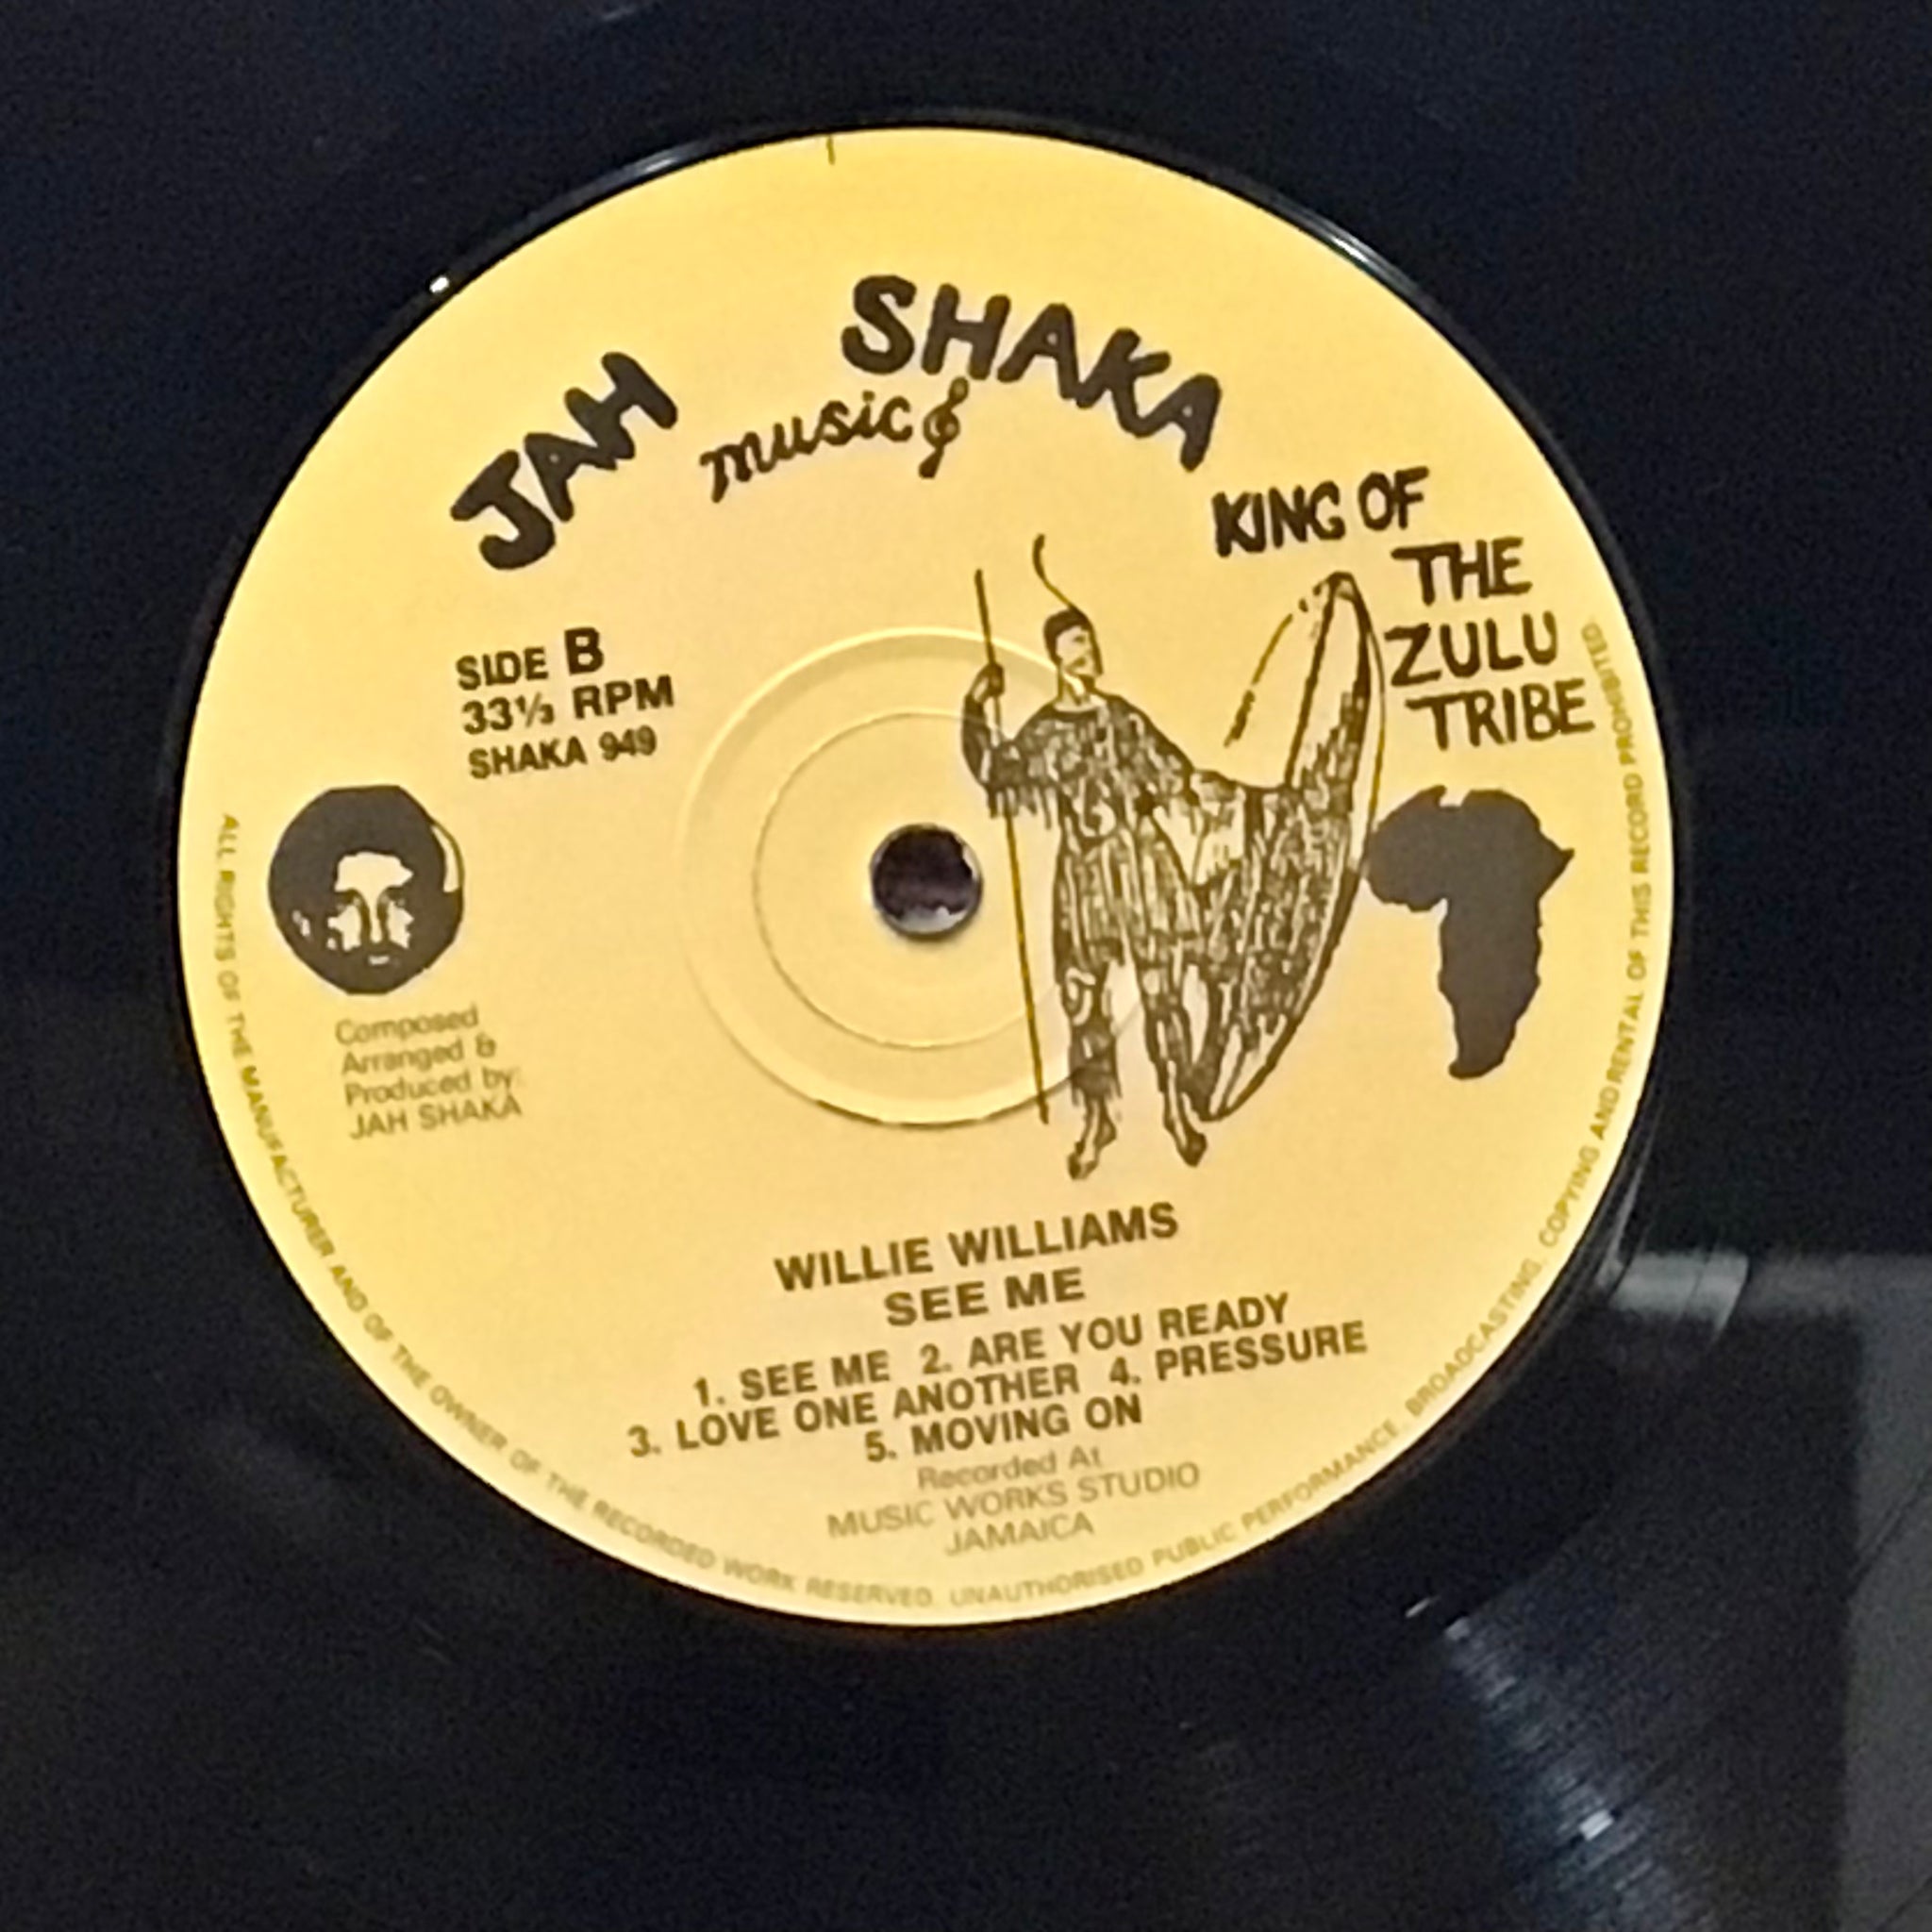 JAH SHAKA
music
KING OF
THE
ZULU
TRIBE
SIDE B
33⅓ RPM
SHAKA 949
Composed
Arranged &
Produced by:
JAH SHAKA
WILLIE WILLIAMS
SEE ME
1. SEE ME 2. ARE YOU READY
3. LOVE ONE ANOTHER 4. PRESSURE
5. MOVING ON
Recorded At
MUSIC WORKS STUDIO
JAMAICA
ALL RIGHTS OF THE MANUFACTURER AND OF THE OWNER OF THE RECORDED WORK RESERVED. UNAUTHORISED PUBLIC PERFORMANCE, BROADCASTING, COPYING AND RENTAL OF THIS RECORD PROHIBITED.